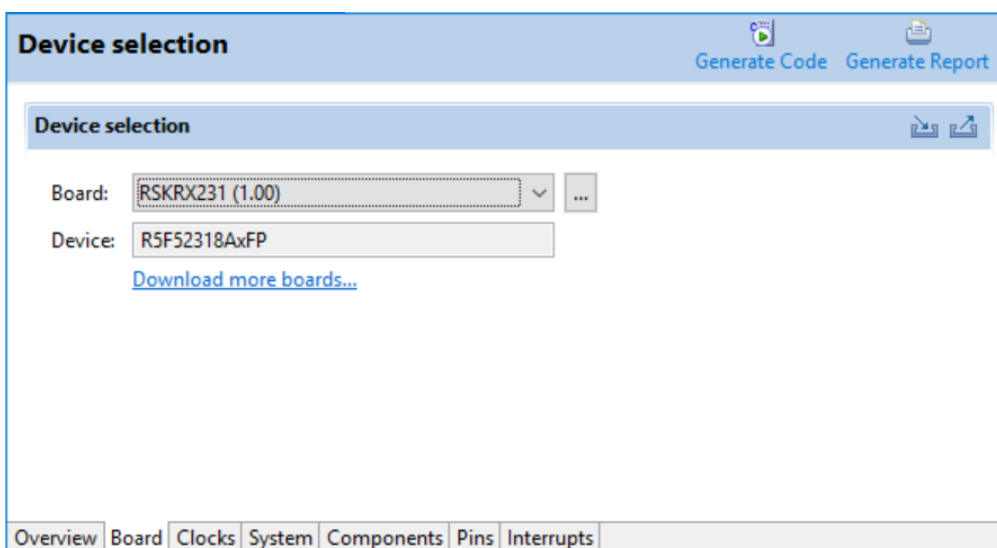 Device selection
Generate Code Generate Report
Device selection
Board: RSKRX231 (1.00) ...
Device: R5F52318AxFP
Download more boards...
Overview Board Clocks System Components Pins Interrupts